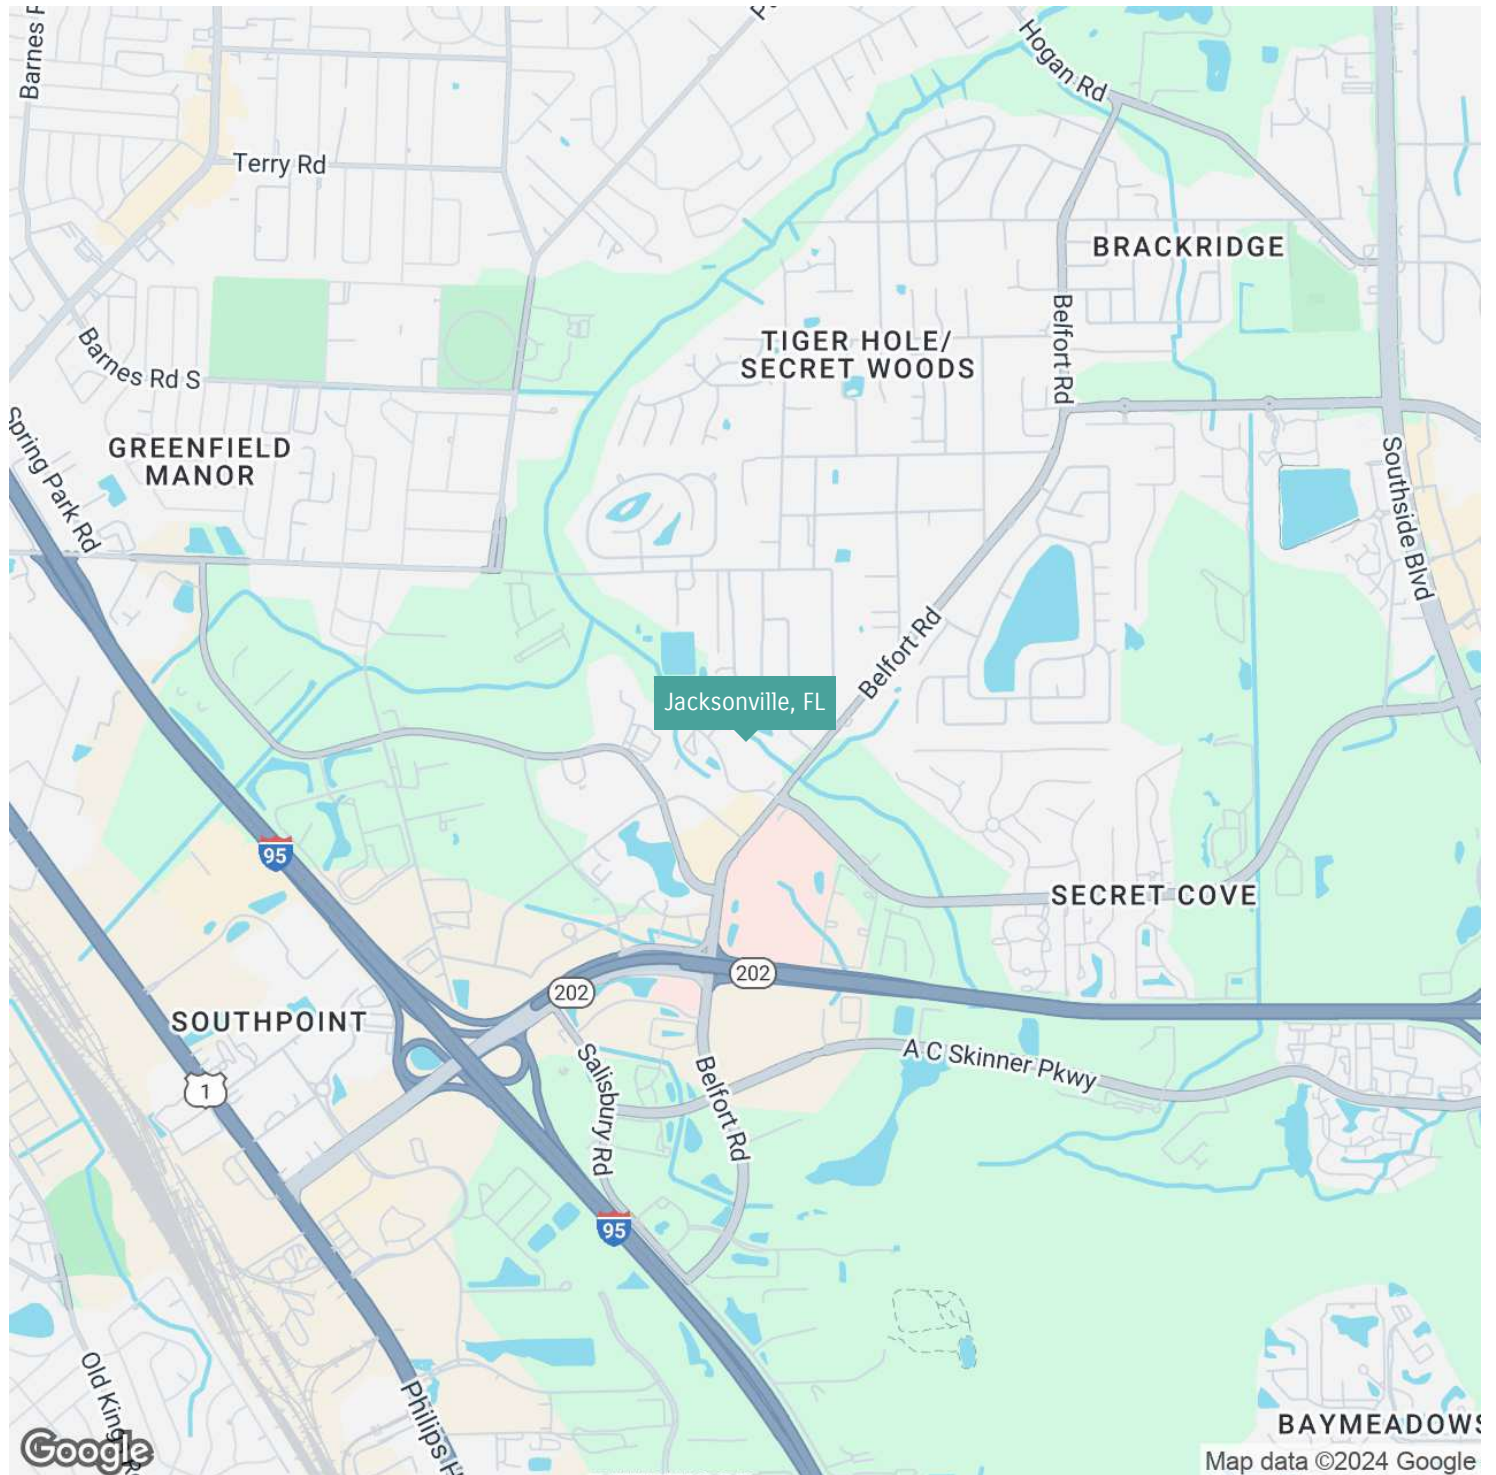 Barnes R
Hogan Rd
Terry Rd
BRACKRIDGE
Belfort Rd
TIGER HOLE/
SECRET WOODS
Barnes Rd S
Spring Park Rd
GREENFIELD
MANOR
Southside Blvd
Belfort Rd
Jacksonville, FL
95
SECRET COVE
202
202
SOUTHPOINT
1
Salisbury Rd
Belfort Rd
A C Skinner Pkwy
95
Old King
Philips H
BAYMEADOWS
Google
Map data ©2024 Google